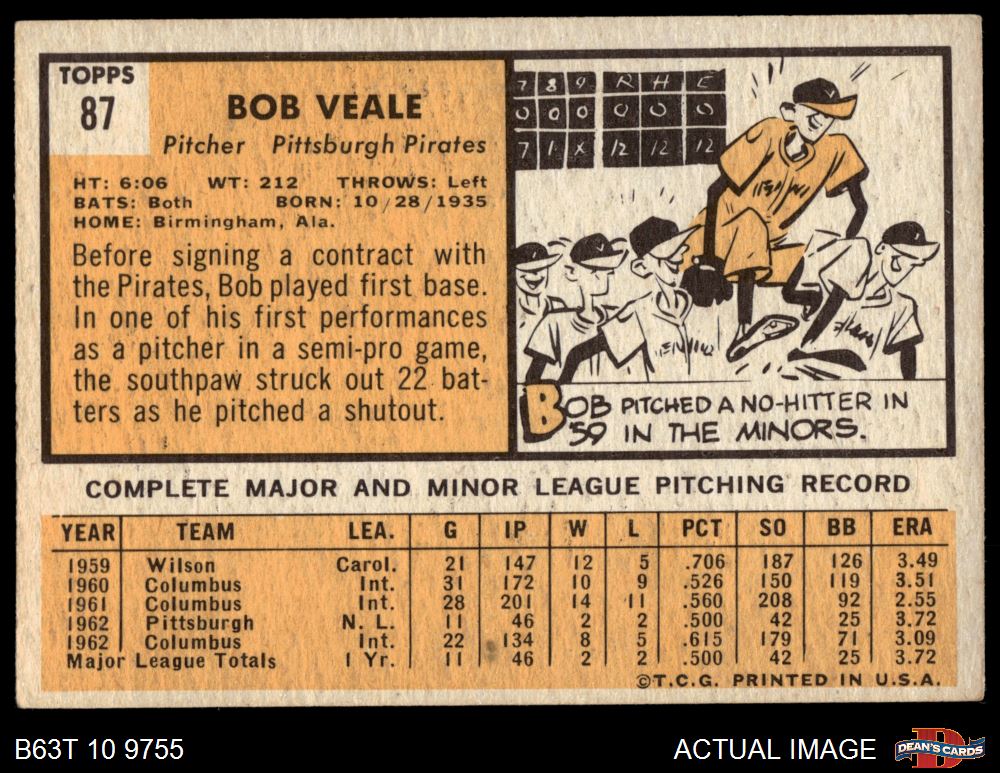 TOPPS
87
BOB VEALE
Pitcher Pittsburgh Pirates
HT: 6:06 WT: 212 THROWS: Left
BATS: Both BORN: 10/28/1935
HOME: Birmingham, Ala.
Before signing a contract with
the Pirates, Bob played first base.
In one of his first performances
as a pitcher in a semi-pro game,
the southpaw struck out 22 bat-
ters as he pitched a shutout.
7 8 9 R H E
0 0 0 0 0 0
7 1 X 12 12 12
BOB PITCHED A NO-HITTER IN
'59 IN THE MINORS.
COMPLETE MAJOR AND MINOR LEAGUE PITCHING RECORD
YEAR TEAM LEA. G IP W L PCT SO BB ERA
1959 Wilson Carol. 21 147 12 5 .706 187 126 3.49
1960 Columbus Int. 31 172 10 9 .526 150 119 3.51
1961 Columbus Int. 28 201 14 11 .560 208 92 2.55
1962 Pittsburgh N. L. 11 46 2 2 .500 42 25 3.72
1962 Columbus Int. 22 134 8 5 .615 179 71 3.09
Major League Totals 1 Yr. 11 46 2 2 .500 42 25 3.72
©T.C.G. PRINTED IN U.S.A.
B63T 10 9755
ACTUAL IMAGE
DEAN'S CARDS